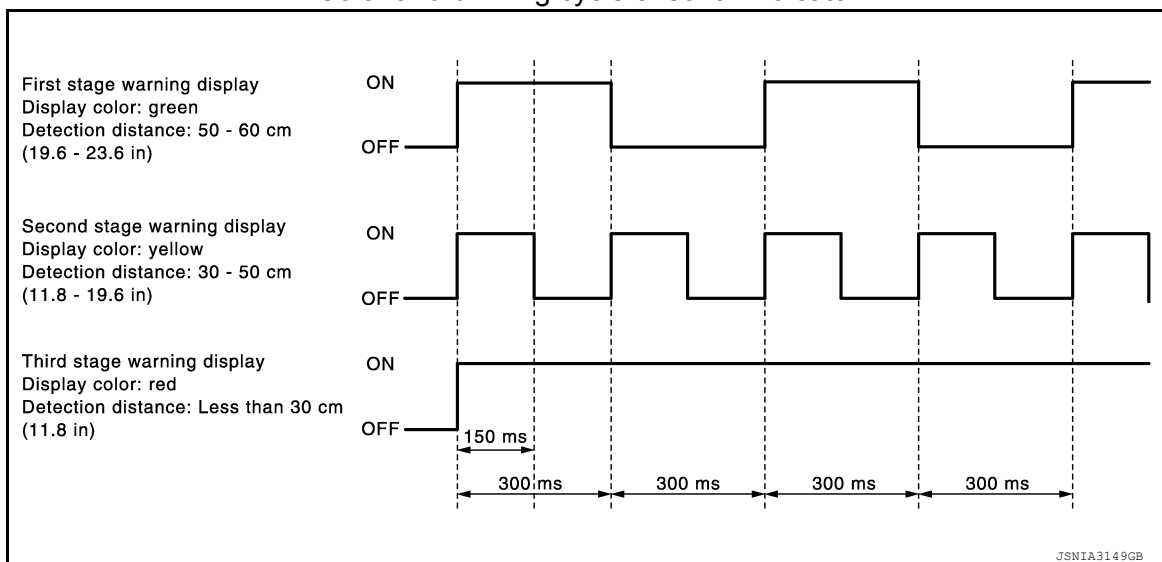 First stage warning display
Display color: green
Detection distance: 50 - 60 cm
(19.6 - 23.6 in)
ON
OFF
Second stage warning display
Display color: yellow
Detection distance: 30 - 50 cm
(11.8 - 19.6 in)
ON
OFF
Third stage warning display
Display color: red
Detection distance: Less than 30 cm
(11.8 in)
ON
OFF
150 ms
300 ms 300 ms 300 ms 300 ms
JSNIA3149GB